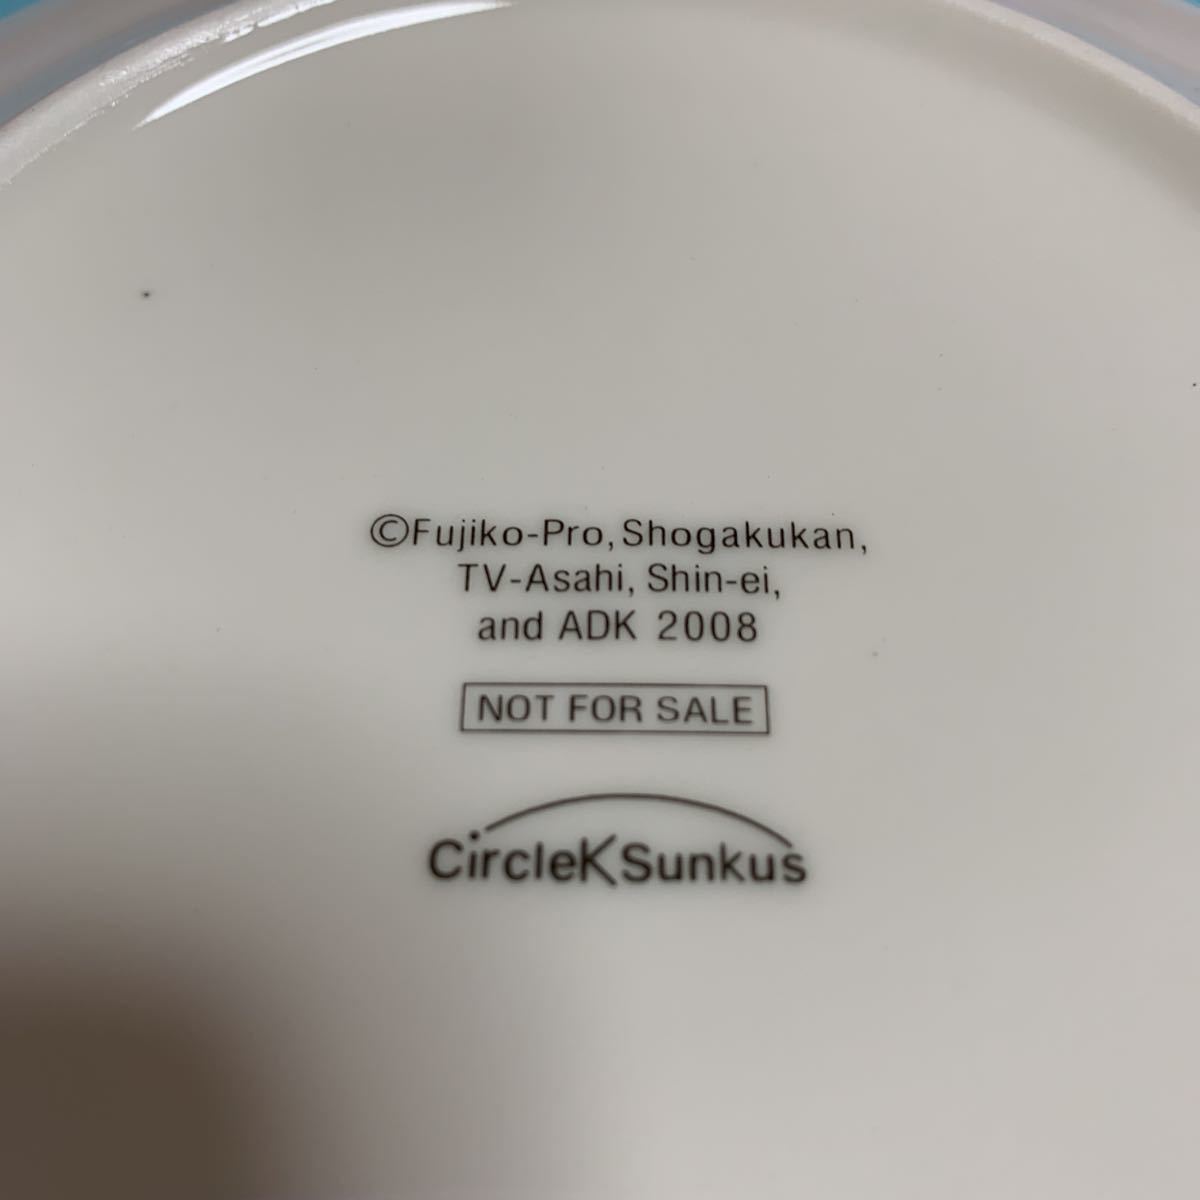 ©Fujiko-Pro,Shogakukan,
TV-Asahi, Shin-ei,
and ADK 2008
NOT FOR SALE
CircleK Sunkus